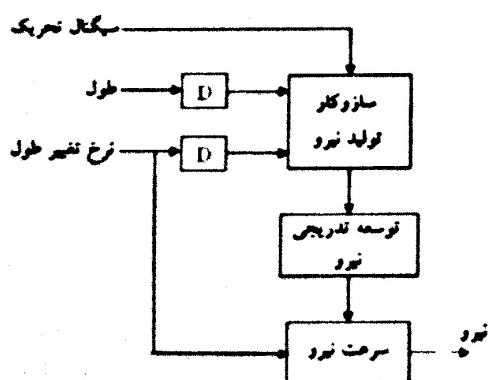 سیگنال تحریک
طول
D
سازوکار
تولید نیرو
نرخ تغییر طول
D
توسعه تدریجی
نیرو
نیرو
سرعت نیرو